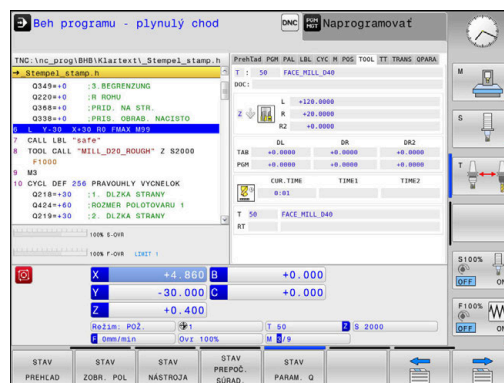 Beh programu - plynulý chod
DNC
Naprogramovať
TNC:\nc_prog\BHB\Klartext\_Stempel_stamp.h
→_Stempel_stamp.h
Q349=+0 ;3.BEGRENZUNG
Q220=+0 ;R ROHU
Q368=+0 ;PRID. NA STR.
Q338=+0 ;PRIS. OBRAB. NACISTO
6 L Y-30 X+30 R0 FMAX M99
7 CALL LBL "safe"
8 TOOL CALL "MILL_D20_ROUGH" Z S2000
F1000
9 M3
10 CYCL DEF 256 PRAVOUHLY VYCNELOK
Q218=+30 ;1. DLZKA STRANY
Q424=+60 ;ROZMER POLOTOVARU 1
Q219=+30 ;2. DLZKA STRANY
100% S-OVR
100% F-OVR LIMIT 1
Prehľad PGM PAL LBL CYC M POS TOOL TT TRANS QPARA
T : 50 FACE_MILL_D40
DOC:
L +120.0000
Z R +20.0000
R2 +0.0000
DL DR DR2
TAB +0.0000 +0.0000 +0.0000
PGM +0.0000 +0.0000 +0.0000
CUR.TIME TIME1 TIME2
0:01
T 50 FACE_MILL_D40
RT
X +4.860 B +0.000
Y -30.000 C +0.000
Z +0.400
Režim: POŽ. 1 T 50 Z S 2000
F 0mm/min Ovr 100% M 3/9
M
S
T
S100%
OFF ON
F100%
OFF ON
STAV PREHĽAD
STAV ZOBR. POL
STAV NÁSTROJA
STAV PREPOČ. SÚRAD.
STAV PARAM. Q